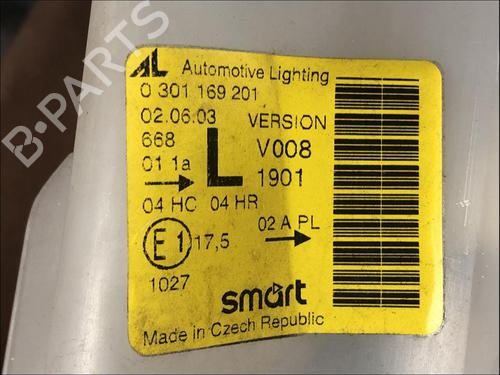 B-PARTS
AL Automotive Lighting
0 301 169 201
02.06.03 VERSION
668 L V008
01 1a 1901
04 HC 04 HR
E1 17,5 02 A PL
1027
smart
Made in Czech Republic